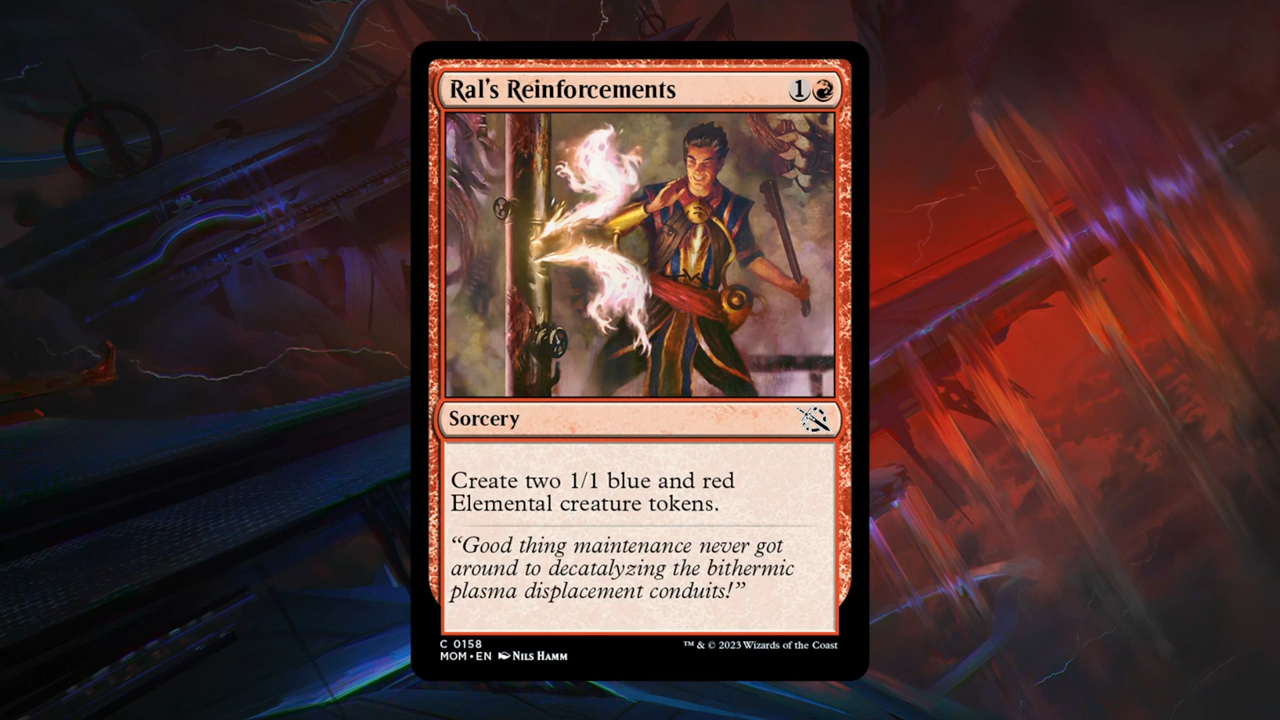 Ral's Reinforcements 1
Sorcery
Create two 1/1 blue and red
Elemental creature tokens.
“Good thing maintenance never got
around to decatalyzing the bithermic
plasma displacement conduits!”
C 0158
MOM • EN Nils Hamm
™ & © 2023 Wizards of the Coast